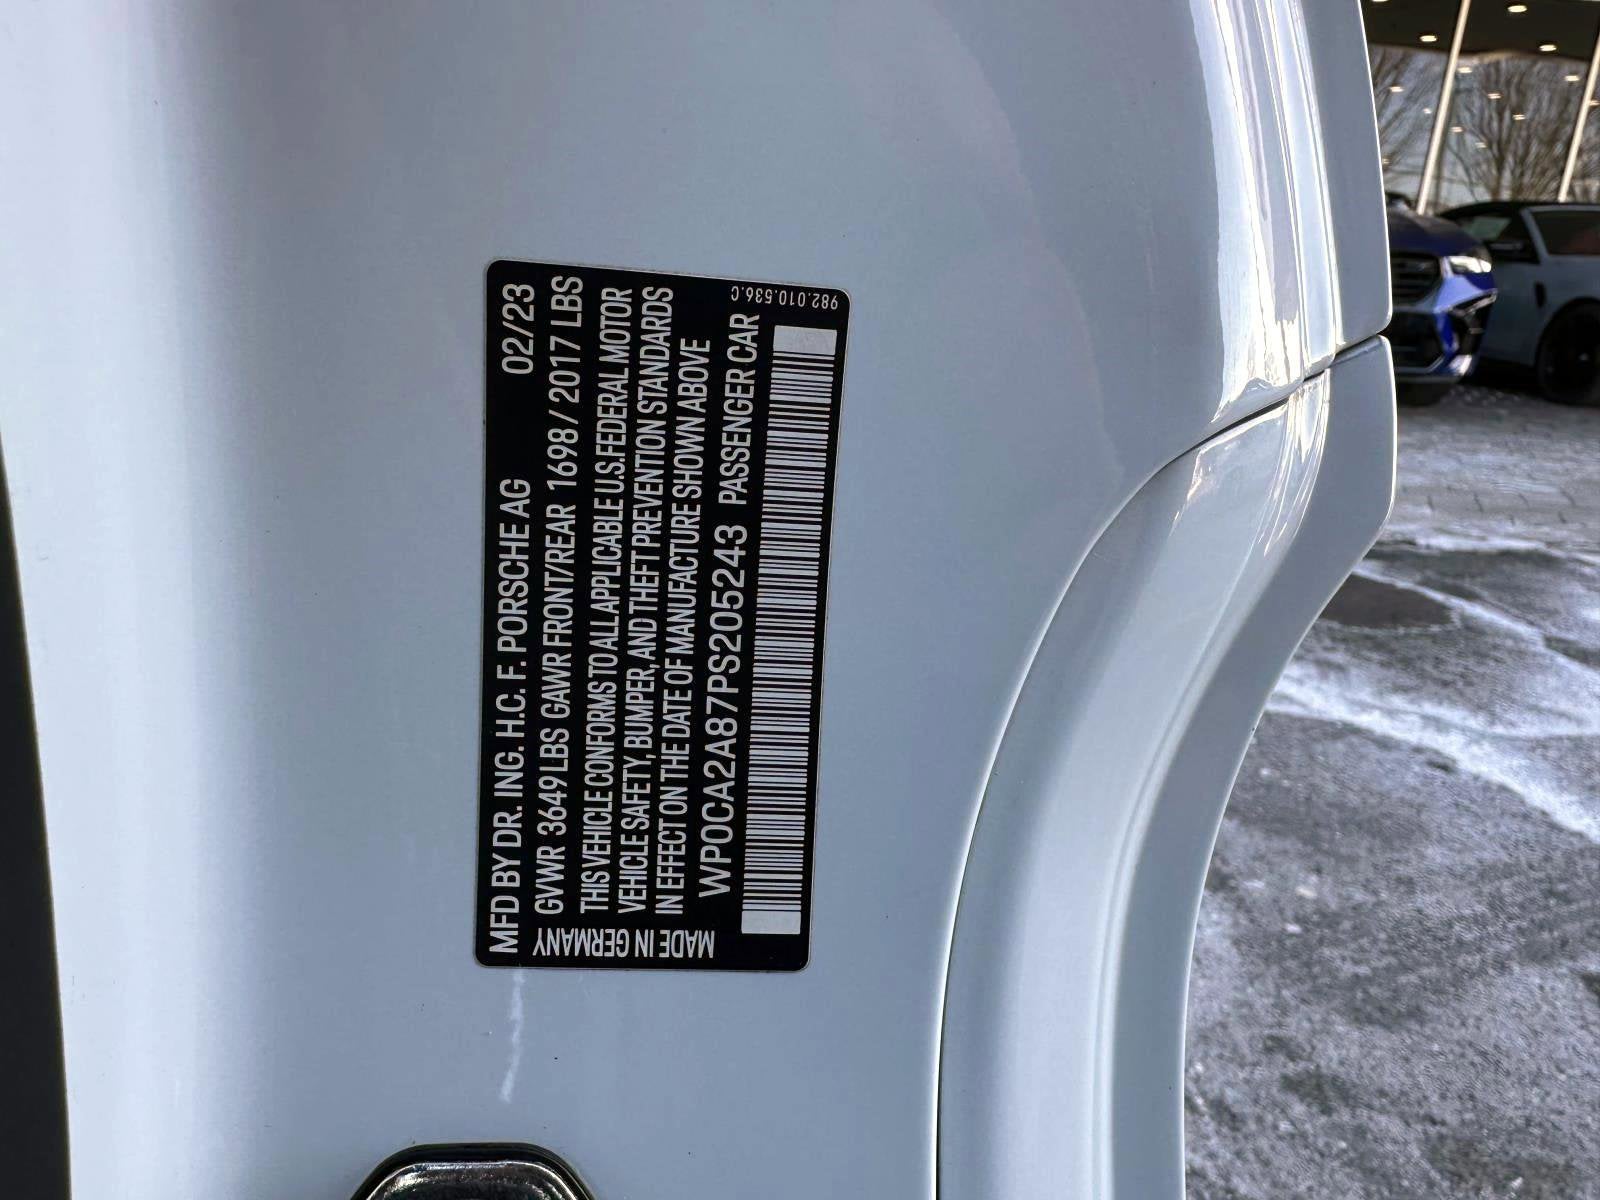 MFD BY DR. ING. H.C. F. PORSCHE AG 02/23
GVWR 3649 LBS GAWR FRONT/REAR 1698 / 2017 LBS
THIS VEHICLE CONFORMS TO ALL APPLICABLE U.S. FEDERAL MOTOR
VEHICLE SAFETY, BUMPER, AND THEFT PREVENTION STANDARDS
IN EFFECT ON THE DATE OF MANUFACTURE SHOWN ABOVE
WP0CA2A87PS205243 PASSENGER CAR
MADE IN GERMANY
982.010.536.C